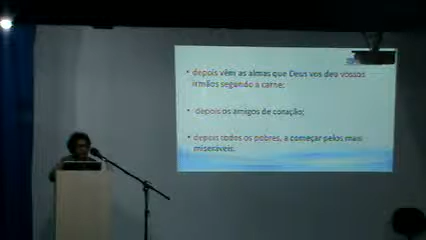 • depois vêm as almas que Deus vos deu vossos
irmãos segundo a carne;
• depois os amigos de coração;
• depois todos os pobres, a começar pelos mais
miseráveis.